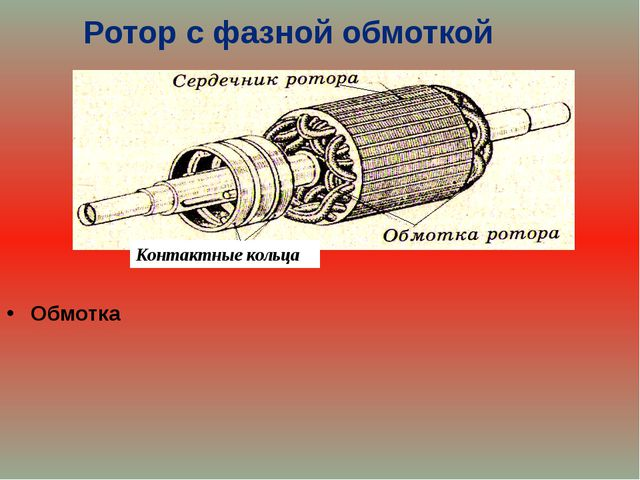 Ротор с фазной обмоткой
Сердечник ротора
Обмотка ротора
Контактные кольца
• Обмотка